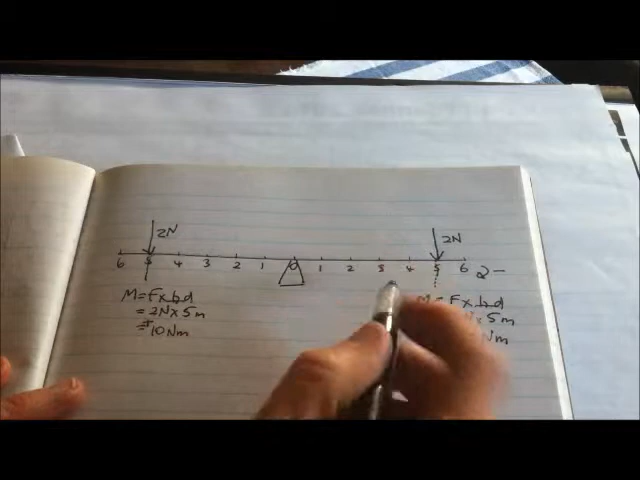 2N 2N
6 5 4 3 2 1 0 1 2 3 4 5 6 2-
M = F x ⊥d M = F x ⊥d
= 2N x 5m x 5m
= 10Nm Nm